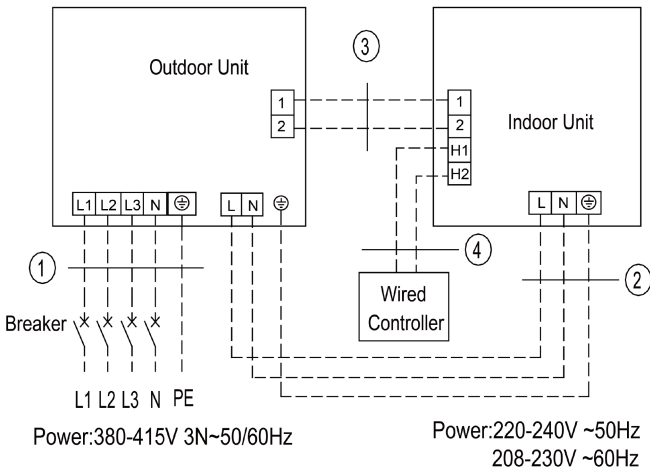 3
Outdoor Unit
1
2
1
2
H1
H2
Indoor Unit
L1 L2 L3 N
L N
L N
4
1
2
Wired
Controller
Breaker
L1 L2 L3 N PE
Power:380-415V 3N~50/60Hz
Power:220-240V ~50Hz
208-230V ~60Hz